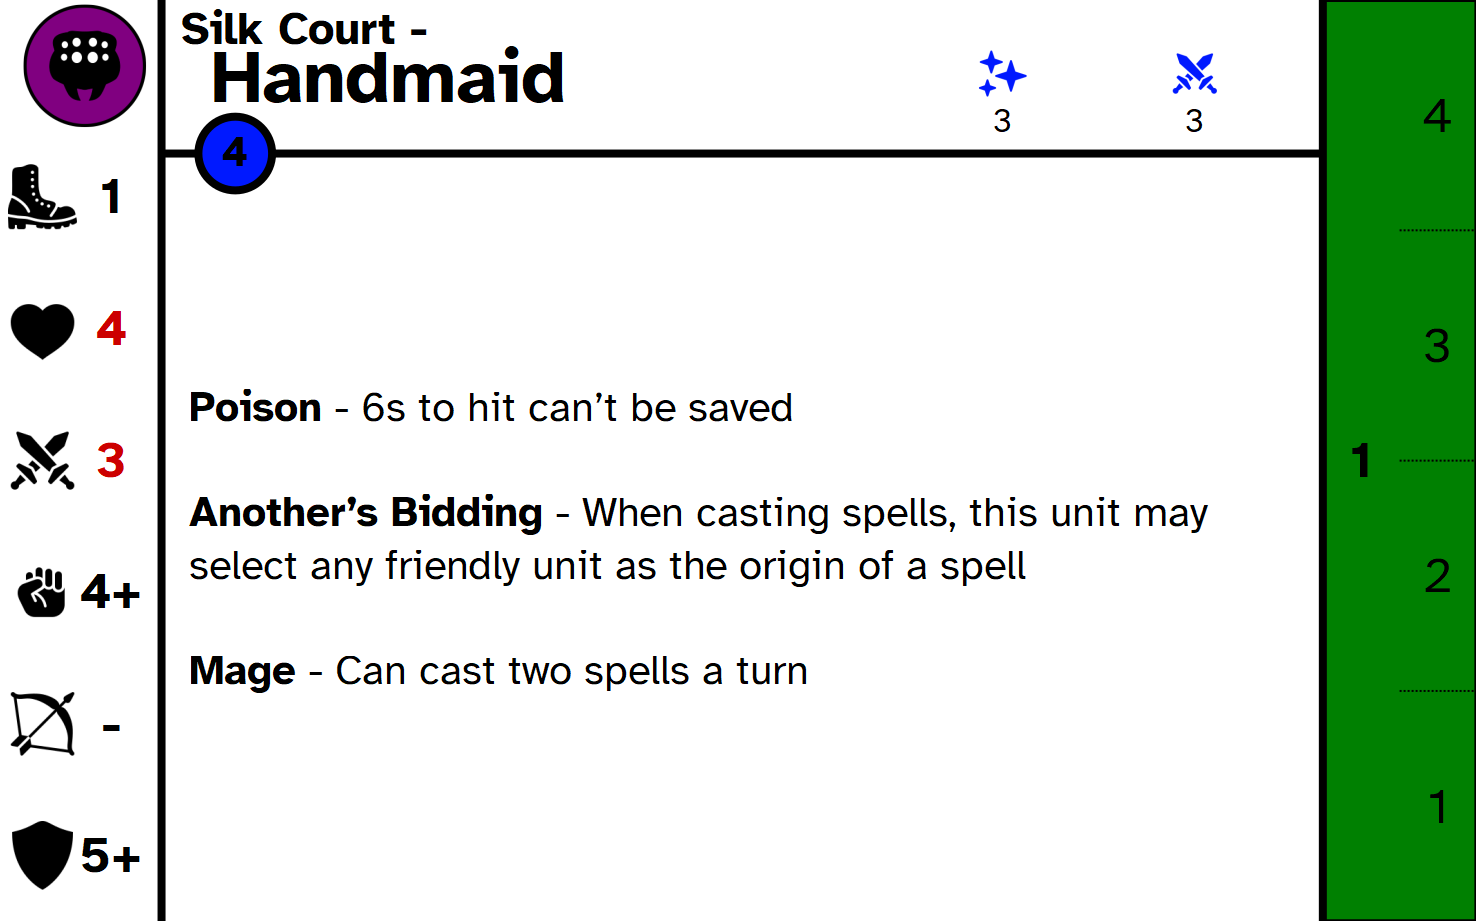 Silk Court -
Handmaid
3
3
4
1
4
3
4+
-
5+
Poison - 6s to hit can’t be saved
Another’s Bidding - When casting spells, this unit may
select any friendly unit as the origin of a spell
Mage - Can cast two spells a turn
1
4
3
2
1